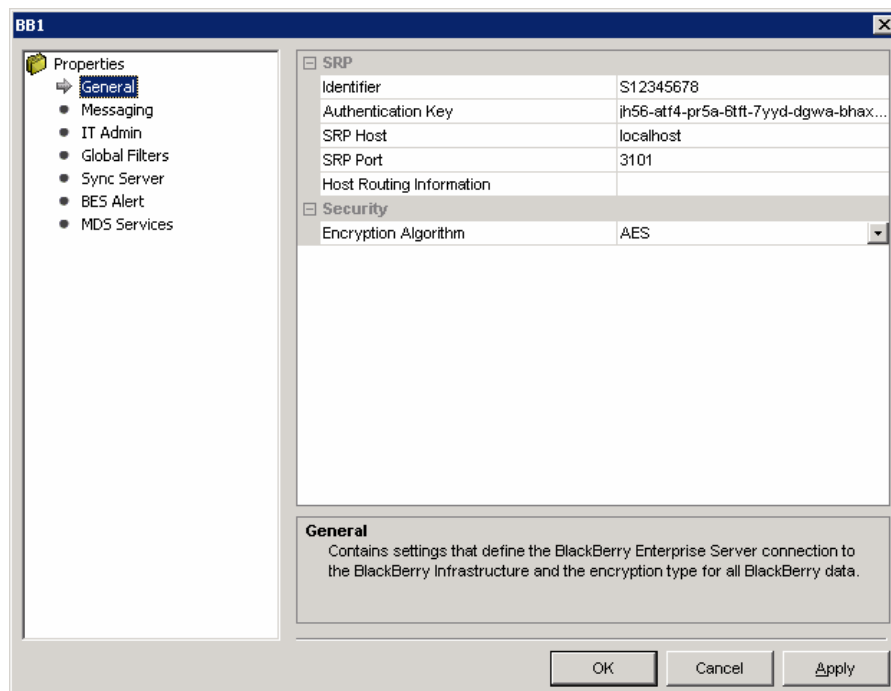 BB1
Properties
General
Messaging
IT Admin
Global Filters
Sync Server
BES Alert
MDS Services
SRP
Identifier S12345678
Authentication Key jh56-atf4-pr5a-6tft-7yyd-dgwa-bhax...
SRP Host localhost
SRP Port 3101
Host Routing Information
Security
Encryption Algorithm AES
General
Contains settings that define the BlackBerry Enterprise Server connection to
the BlackBerry Infrastructure and the encryption type for all BlackBerry data.
OK Cancel Apply